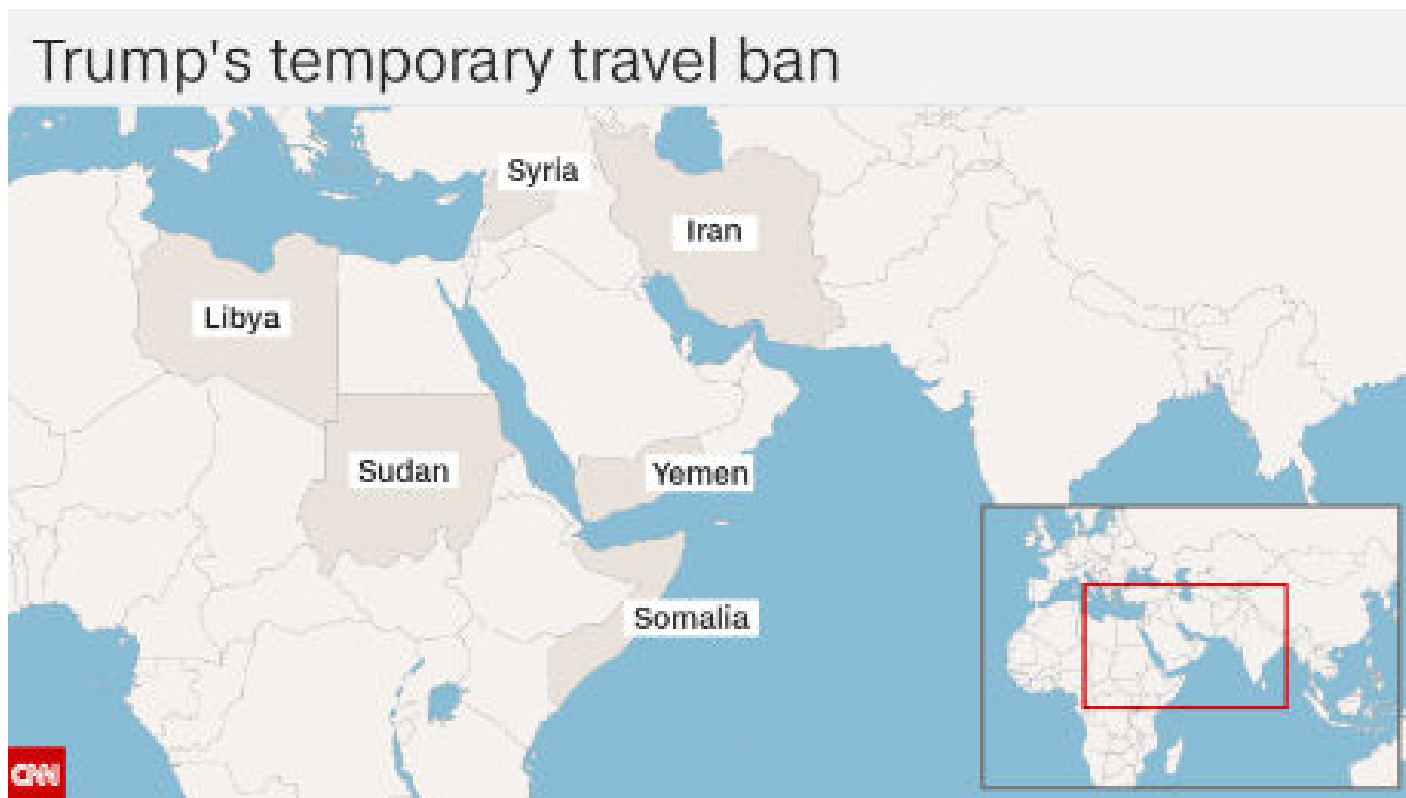 Trump's temporary travel ban
Syria
Iran
Libya
Sudan
Yemen
Somalia
CNN